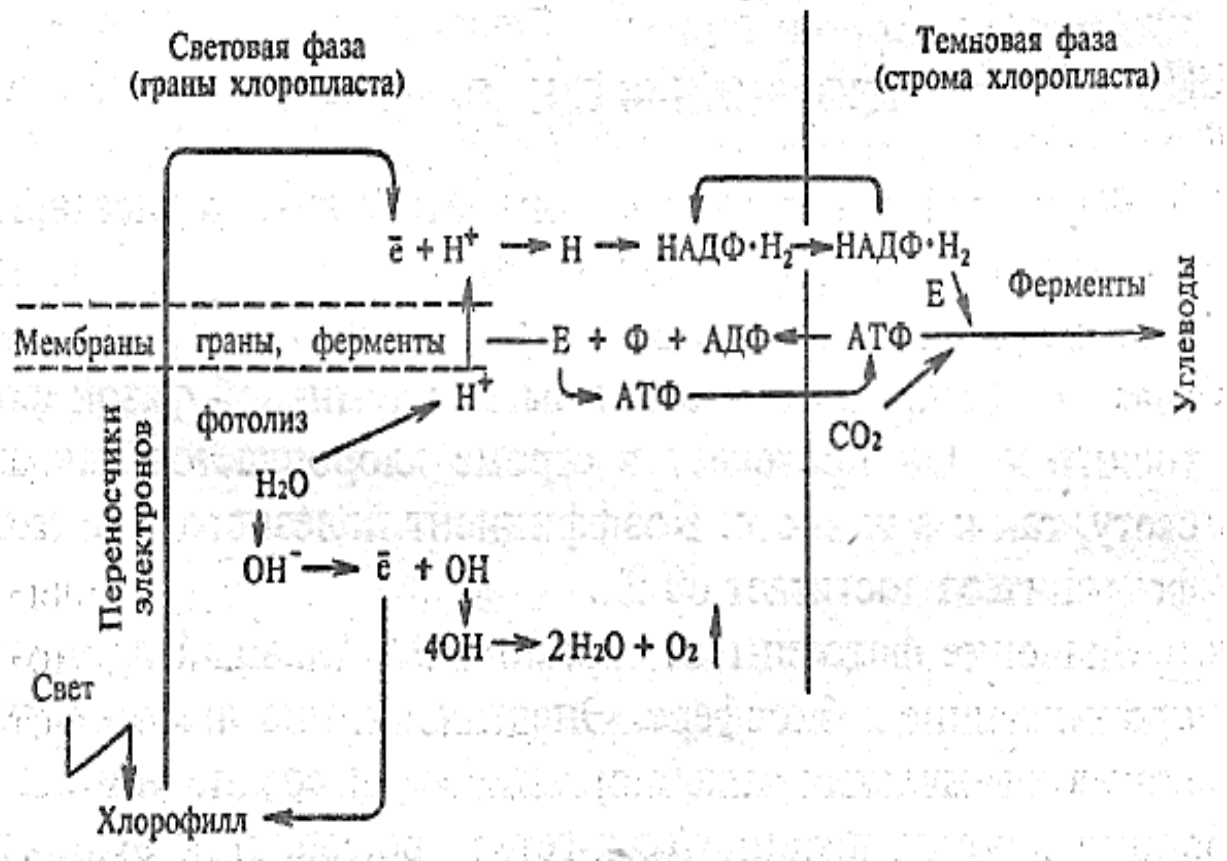 Световая фаза
(граны хлоропласта)
Темновая фаза
(строма хлоропласта)
ē + H⁺ → H → НАДФ·H₂ → НАДФ·H₂
E
Ферменты
Углеводы
Мембраны граны, ферменты
E + Ф + АДФ ← АТФ
H⁺
АТФ
CO₂
фотолиз
H₂O
Переносчики
электронов
OH⁻ → ē + OH
4OH → 2H₂O + O₂ ↑
Свет
Хлорофилл